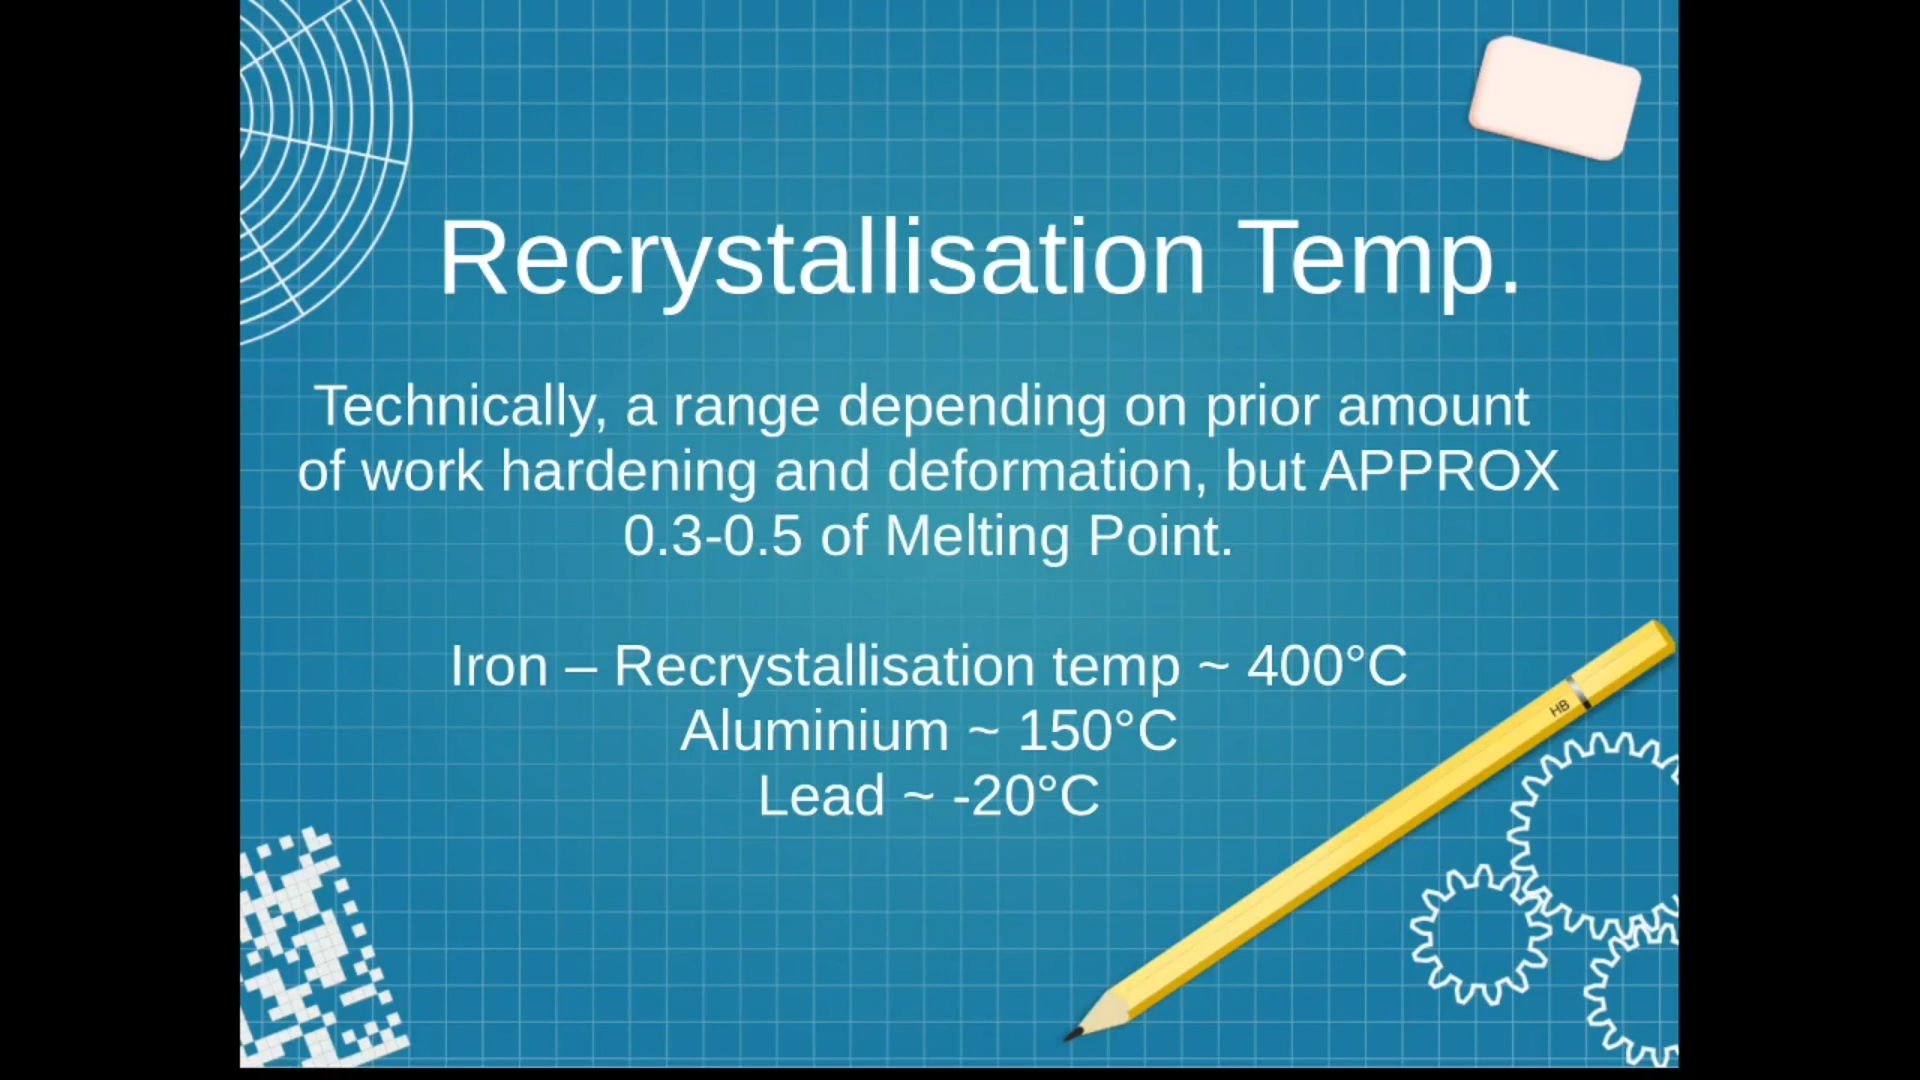 Recrystallisation Temp.
Technically, a range depending on prior amount
of work hardening and deformation, but APPROX
0.3-0.5 of Melting Point.
Iron – Recrystallisation temp ~ 400°C
Aluminium ~ 150°C
Lead ~ -20°C
HB